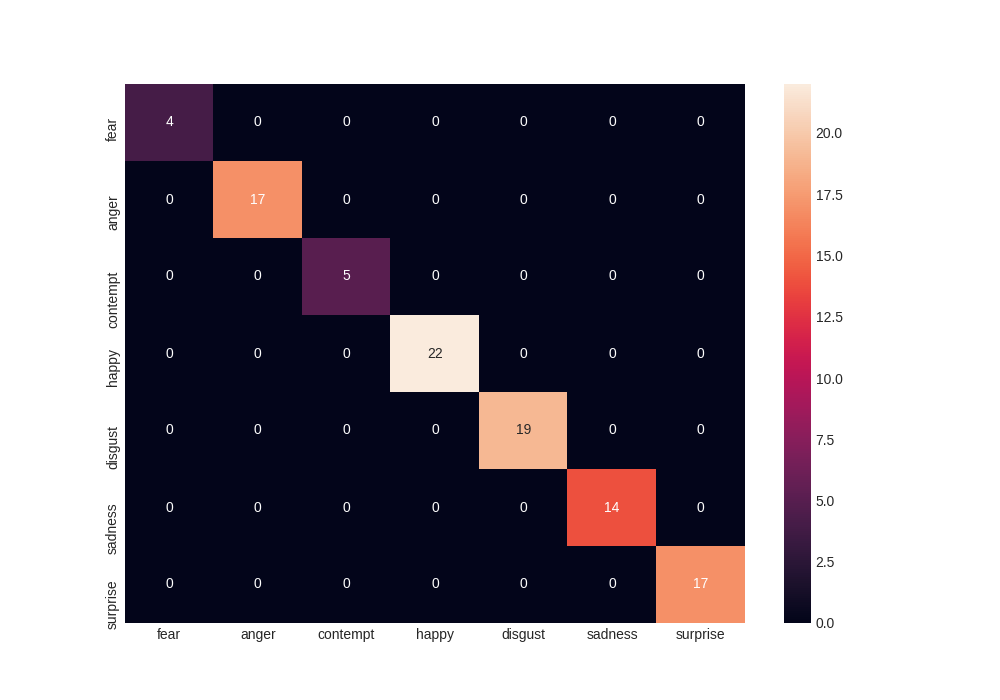 fear 4 0 0 0 0 0 0
anger 0 17 0 0 0 0 0
contempt 0 0 5 0 0 0 0
happy 0 0 0 22 0 0 0
disgust 0 0 0 0 19 0 0
sadness 0 0 0 0 0 14 0
surprise 0 0 0 0 0 0 17
fear anger contempt happy disgust sadness surprise
20.0
17.5
15.0
12.5
10.0
7.5
5.0
2.5
0.0